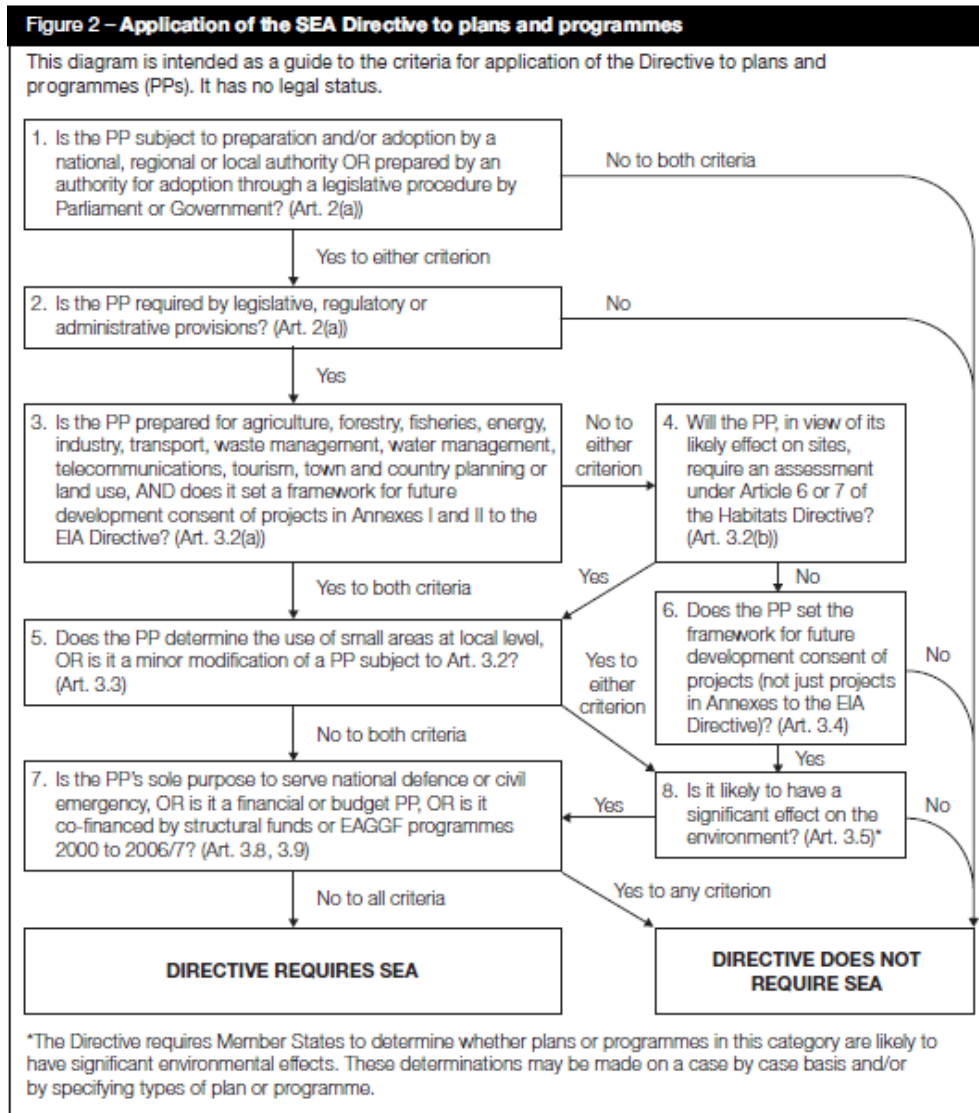 Figure 2 – Application of the SEA Directive to plans and programmes
This diagram is intended as a guide to the criteria for application of the Directive to plans and
programmes (PPs). It has no legal status.
1. Is the PP subject to preparation and/or adoption by a
national, regional or local authority OR prepared by an
authority for adoption through a legislative procedure by
Parliament or Government? (Art. 2(a))
No to both criteria
Yes to either criterion
2. Is the PP required by legislative, regulatory or
administrative provisions? (Art. 2(a))
No
Yes
3. Is the PP prepared for agriculture, forestry, fisheries, energy,
industry, transport, waste management, water management,
telecommunications, tourism, town and country planning or
land use, AND does it set a framework for future
development consent of projects in Annexes I and II to the
EIA Directive? (Art. 3.2(a))
No to
either
criterion
4. Will the PP, in view of its
likely effect on sites,
require an assessment
under Article 6 or 7 of
the Habitats Directive?
(Art. 3.2(b))
Yes to both criteria
Yes
No
5. Does the PP determine the use of small areas at local level,
OR is it a minor modification of a PP subject to Art. 3.2?
(Art. 3.3)
Yes to
either
criterion
6. Does the PP set the
framework for future
development consent of
projects (not just projects
in Annexes to the EIA
Directive)? (Art. 3.4)
No
No to both criteria
Yes
7. Is the PP's sole purpose to serve national defence or civil
emergency, OR is it a financial or budget PP, OR is it
co-financed by structural funds or EAGGF programmes
2000 to 2006/7? (Art. 3.8, 3.9)
Yes
8. Is it likely to have a
significant effect on the
environment? (Art. 3.5)*
No
No to all criteria
Yes to any criterion
DIRECTIVE REQUIRES SEA
DIRECTIVE DOES NOT
REQUIRE SEA
*The Directive requires Member States to determine whether plans or programmes in this category are likely to
have significant environmental effects. These determinations may be made on a case by case basis and/or
by specifying types of plan or programme.